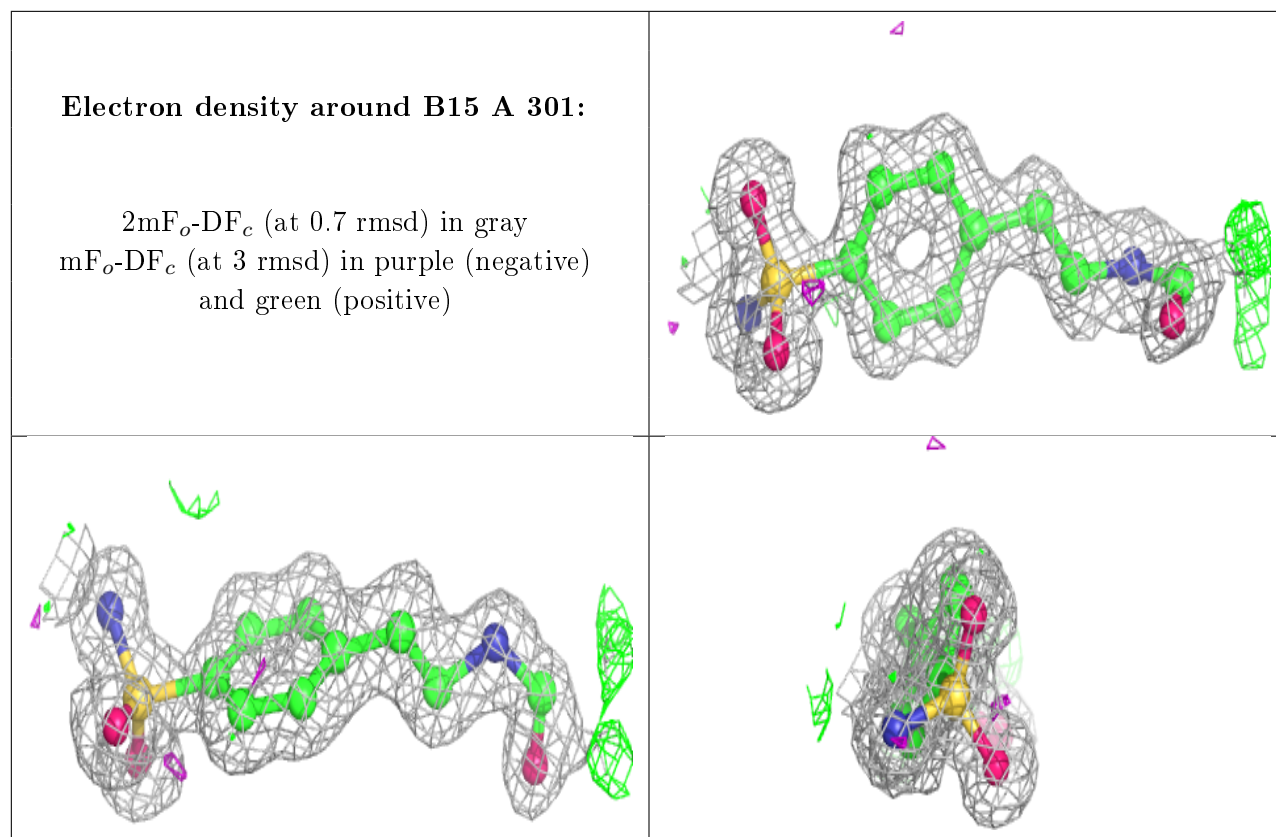 Electron density around B15 A 301:
2mFₒ-DF𝒸 (at 0.7 rmsd) in gray
mFₒ-DF𝒸 (at 3 rmsd) in purple (negative)
and green (positive)